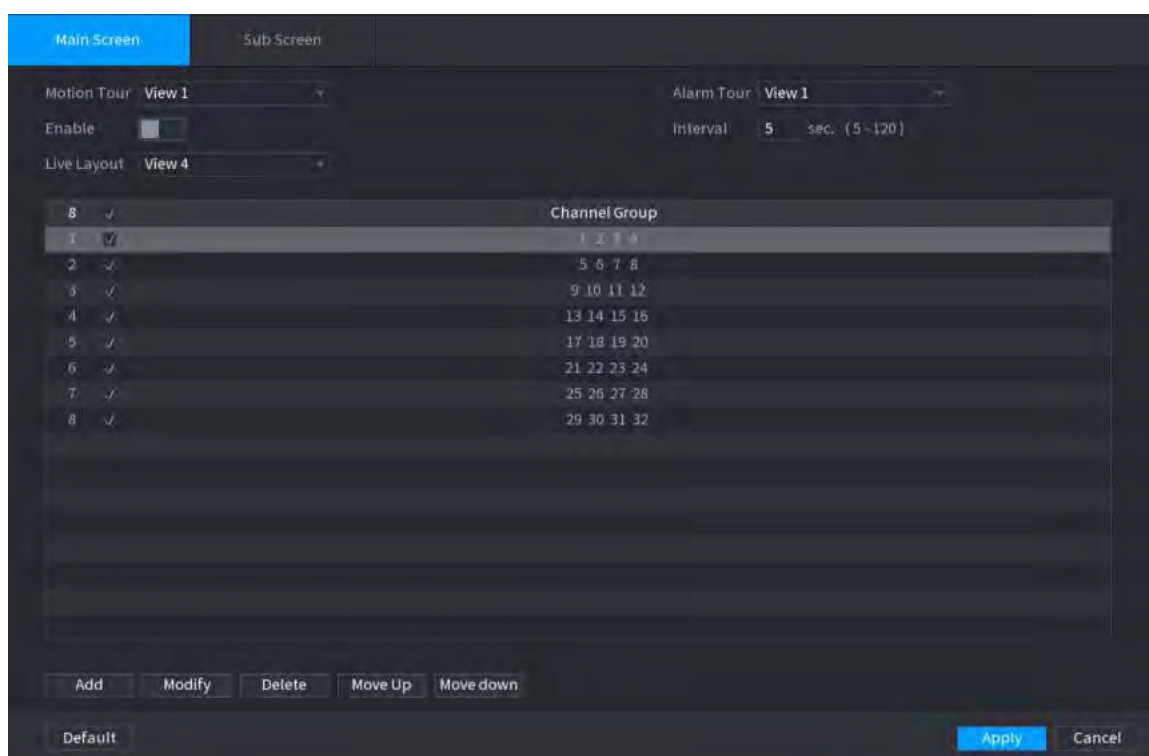 Main Screen Sub Screen
Motion Tour View 1 Alarm Tour View 1
Enable Interval 5 sec. (5~120)
Live Layout View 4
8 Channel Group
1 1 2 3 4
2 5 6 7 8
3 9 10 11 12
4 13 14 15 16
5 17 18 19 20
6 21 22 23 24
7 25 26 27 28
8 29 30 31 32
Add Modify Delete Move Up Move down
Default Apply Cancel